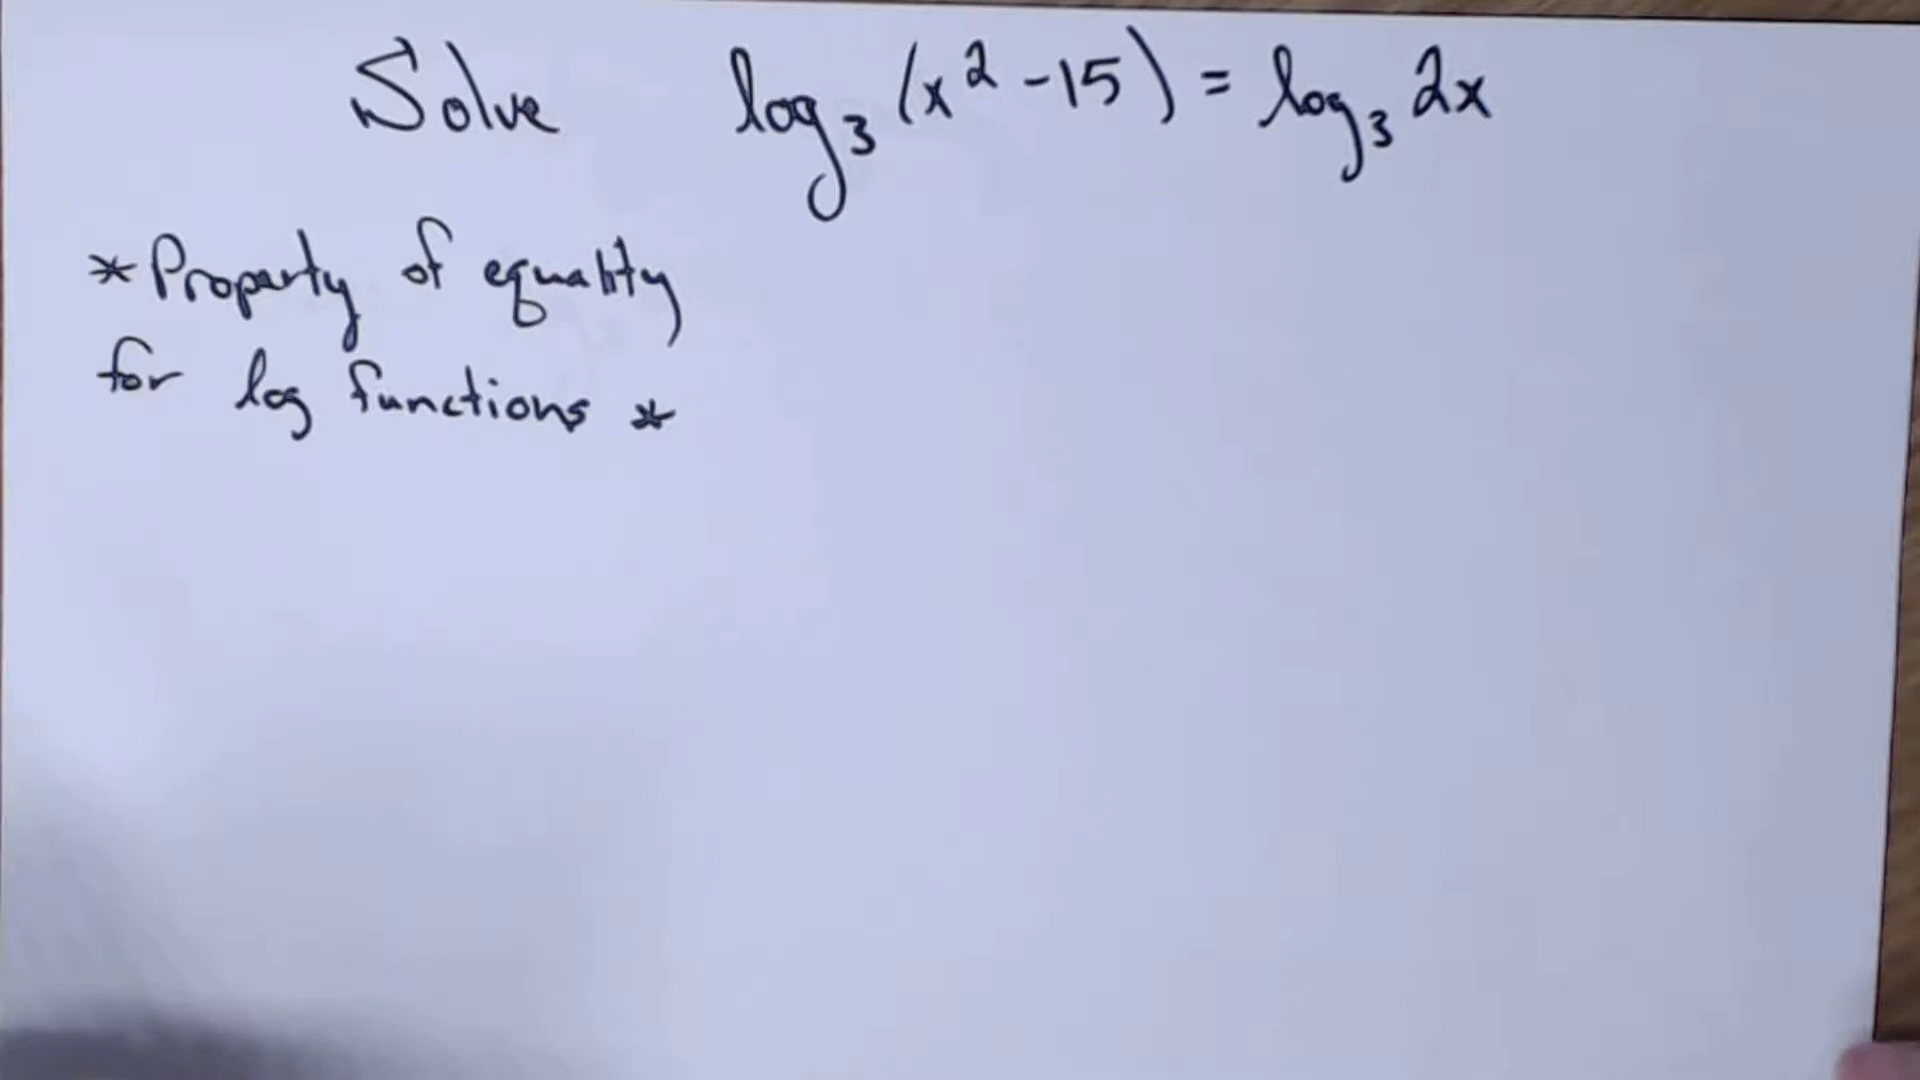 Solve log₃ (x² - 15) = log₃ 2x
* Property of equality
for log functions *